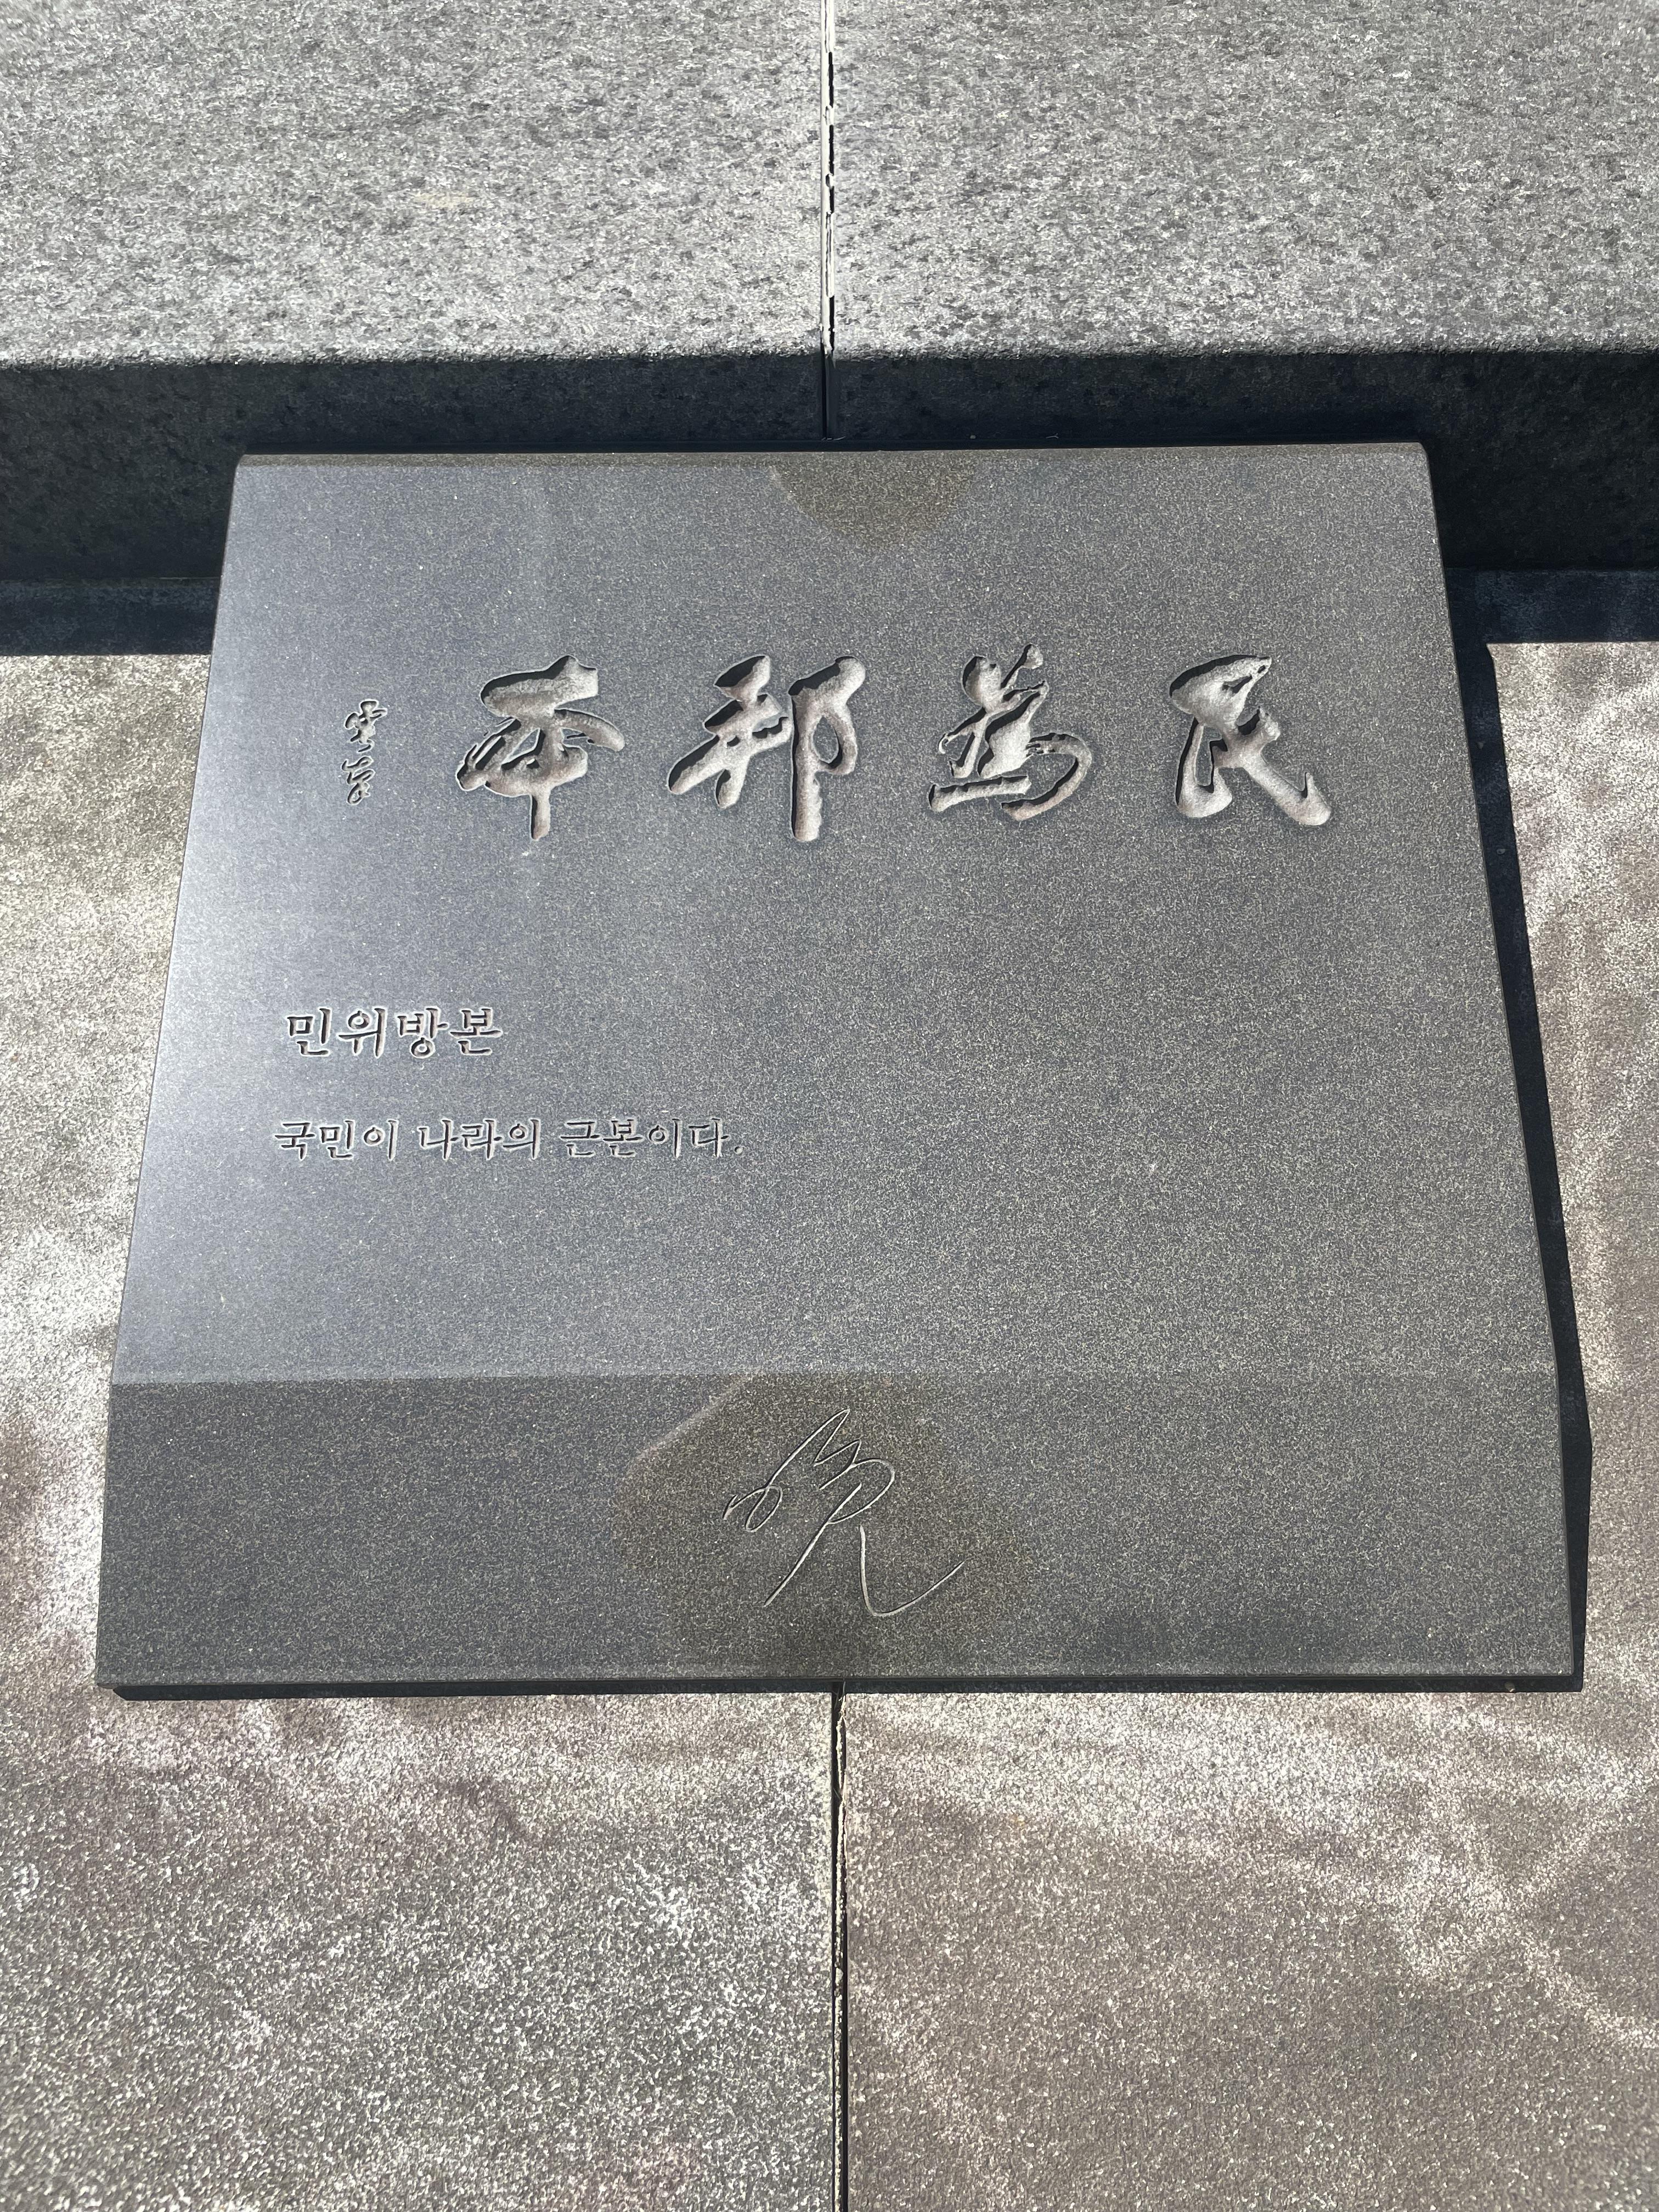 民為邦本
민위방본
국민이 나라의 근본이다.